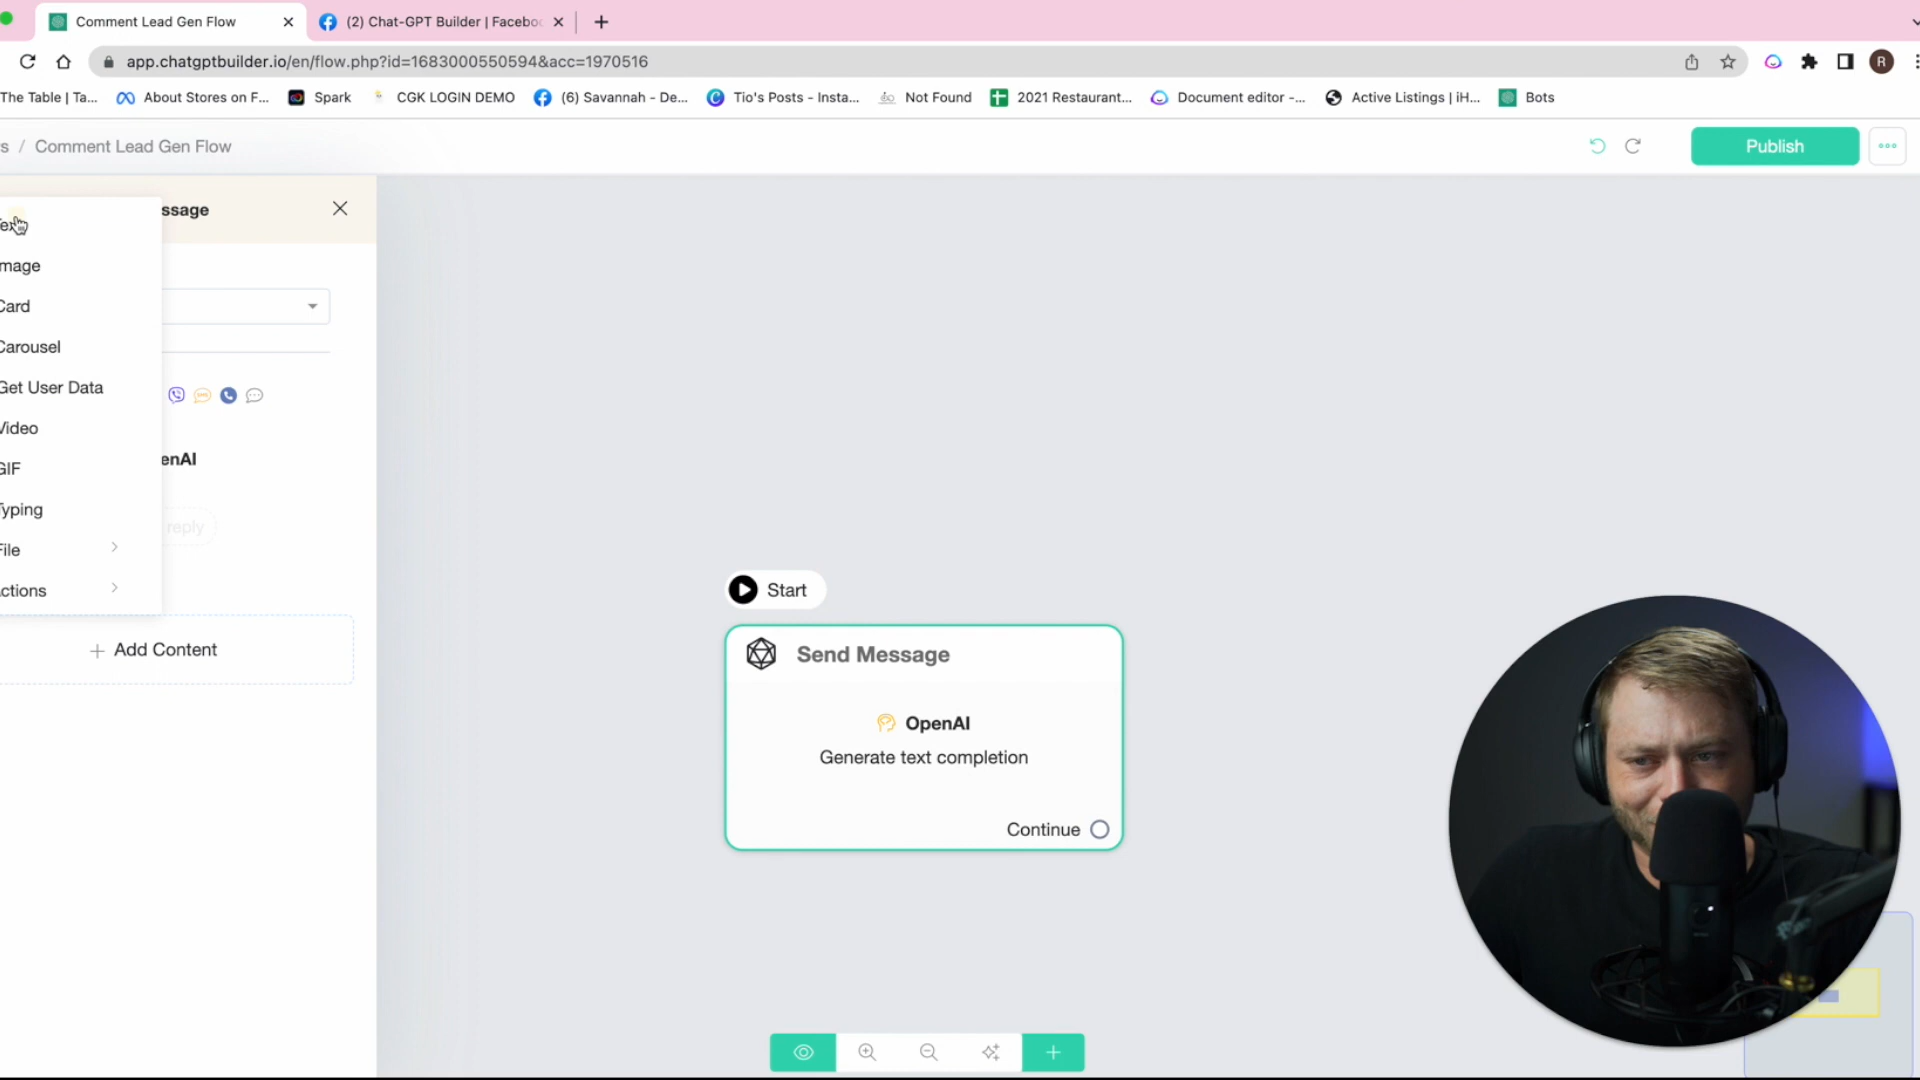 Comment Lead Gen Flow
(2) Chat-GPT Builder | Facebo
app.chatgptbuilder.io/en/flow.php?id=1683000550594&acc=1970516
R
The Table | Ta...
About Stores on F...
Spark
CGK LOGIN DEMO
(6) Savannah - De...
Tio's Posts - Insta...
Not Found
2021 Restaurant...
Document editor -...
Active Listings | iH...
Bots
s / Comment Lead Gen Flow
Publish
ssage
mage
Card
Carousel
Get User Data
Video
GIF
Typing
File
ctions
enAI
reply
+ Add Content
Start
Send Message
OpenAI
Generate text completion
Continue